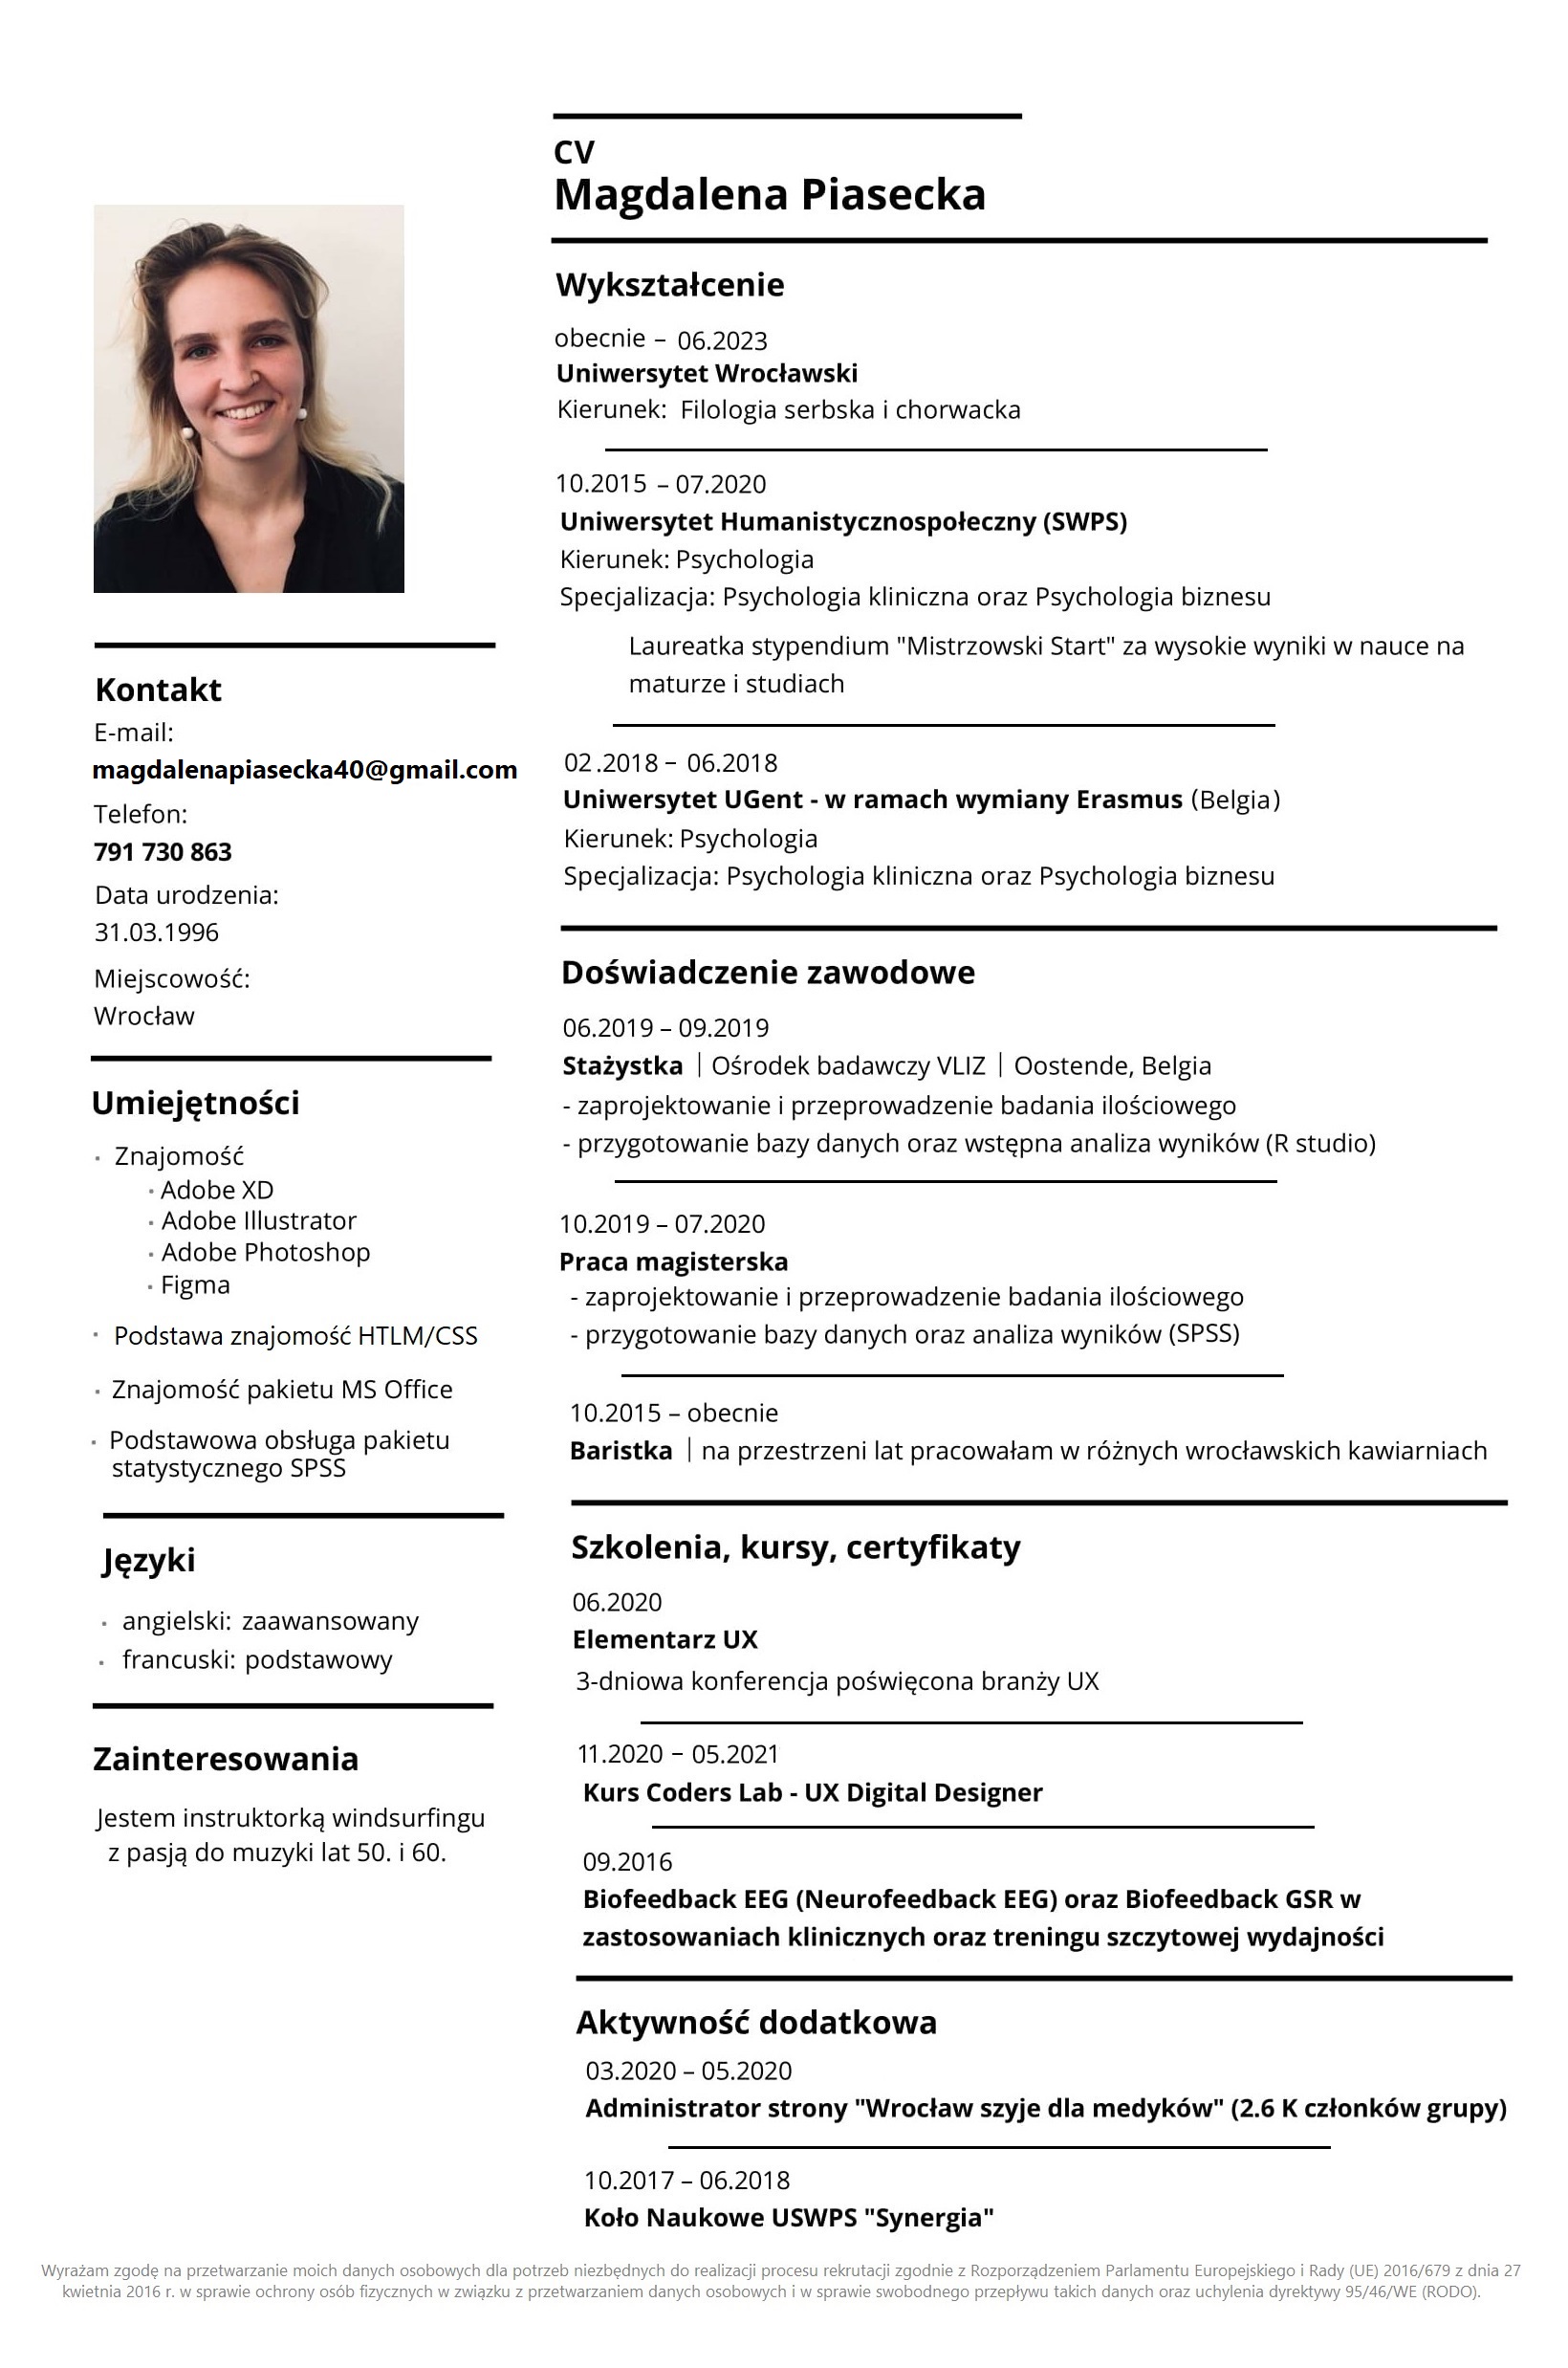 CV
Magdalena Piasecka
Kontakt
E-mail:
magdalenapiasecka40@gmail.com
Telefon:
791 730 863
Data urodzenia:
31.03.1996
Miejscowość:
Wrocław
Umiejętności
· Znajomość
· Adobe XD
· Adobe Illustrator
· Adobe Photoshop
· Figma
· Podstawa znajomość HTLM/CSS
· Znajomość pakietu MS Office
· Podstawowa obsługa pakietu
statystycznego SPSS
Języki
· angielski: zaawansowany
· francuski: podstawowy
Zainteresowania
Jestem instruktorką windsurfingu
z pasją do muzyki lat 50. i 60.
Wykształcenie
obecnie – 06.2023
Uniwersytet Wrocławski
Kierunek: Filologia serbska i chorwacka
10.2015 – 07.2020
Uniwersytet Humanistycznospołeczny (SWPS)
Kierunek: Psychologia
Specjalizacja: Psychologia kliniczna oraz Psychologia biznesu
Laureatka stypendium "Mistrzowski Start" za wysokie wyniki w nauce na
maturze i studiach
02.2018 – 06.2018
Uniwersytet UGent - w ramach wymiany Erasmus (Belgia)
Kierunek: Psychologia
Specjalizacja: Psychologia kliniczna oraz Psychologia biznesu
Doświadczenie zawodowe
06.2019 – 09.2019
Stażystka | Ośrodek badawczy VLIZ | Oostende, Belgia
- zaprojektowanie i przeprowadzenie badania ilościowego
- przygotowanie bazy danych oraz wstępna analiza wyników (R studio)
10.2019 – 07.2020
Praca magisterska
- zaprojektowanie i przeprowadzenie badania ilościowego
- przygotowanie bazy danych oraz analiza wyników (SPSS)
10.2015 – obecnie
Baristka | na przestrzeni lat pracowałam w różnych wrocławskich kawiarniach
Szkolenia, kursy, certyfikaty
06.2020
Elementarz UX
3-dniowa konferencja poświęcona branży UX
11.2020 – 05.2021
Kurs Coders Lab - UX Digital Designer
09.2016
Biofeedback EEG (Neurofeedback EEG) oraz Biofeedback GSR w
zastosowaniach klinicznych oraz treningu szczytowej wydajności
Aktywność dodatkowa
03.2020 – 05.2020
Administrator strony "Wrocław szyje dla medyków" (2.6 K członków grupy)
10.2017 – 06.2018
Koło Naukowe USWPS "Synergia"
Wyrażam zgodę na przetwarzanie moich danych osobowych dla potrzeb niezbędnych do realizacji procesu rekrutacji zgodnie z Rozporządzeniem Parlamentu Europejskiego i Rady (UE) 2016/679 z dnia 27
kwietnia 2016 r. w sprawie ochrony osób fizycznych w związku z przetwarzaniem danych osobowych i w sprawie swobodnego przepływu takich danych oraz uchylenia dyrektywy 95/46/WE (RODO).